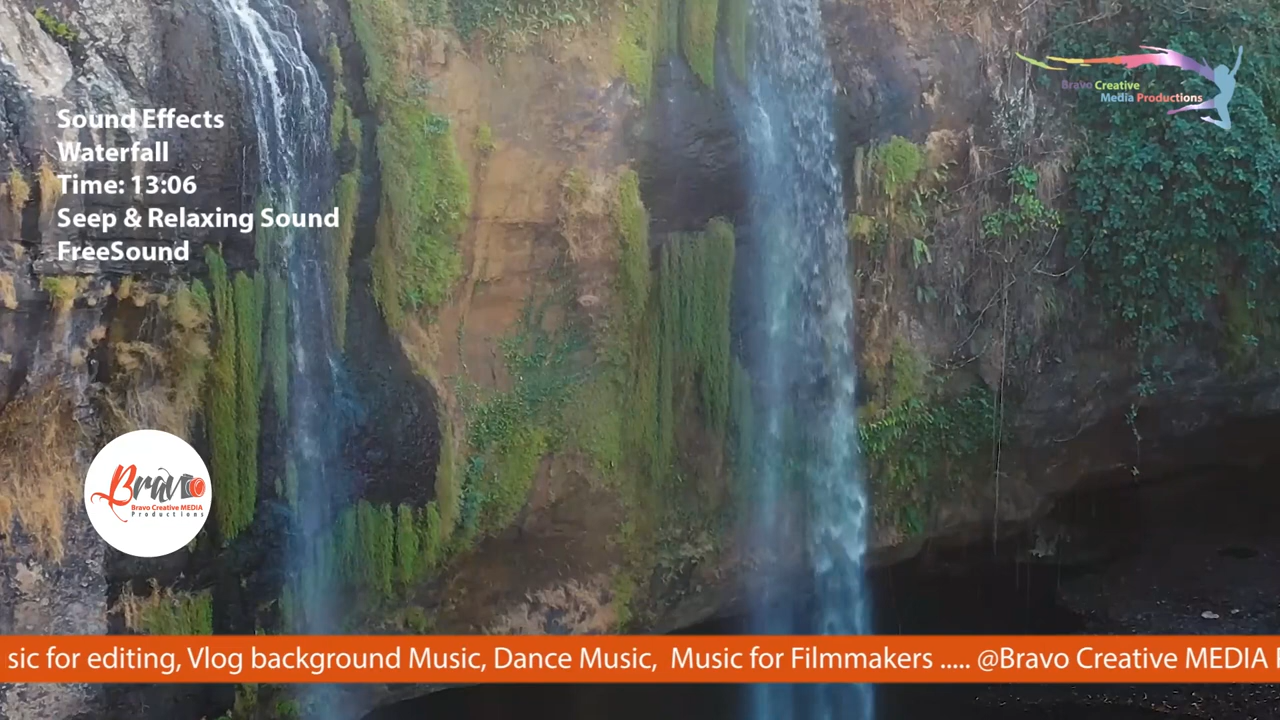 Sound Effects
Waterfall
Time: 13:06
Seep & Relaxing Sound
FreeSound
Bravo Creative
Media Productions
Bravo
Bravo Creative MEDIA
Productions
sic for editing, Vlog background Music, Dance Music, Music for Filmmakers ..... @Bravo Creative MEDIA